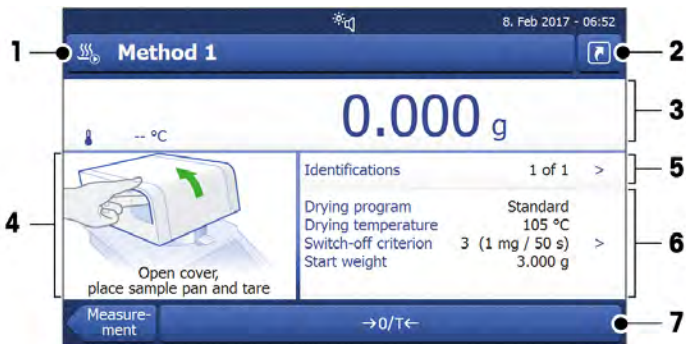 8. Feb 2017 - 06:52
1
Method 1
2
0.000 g
3
-- °C
4
Open cover,
place sample pan and tare
Identifications 1 of 1 >
5
Drying program Standard
Drying temperature 105 °C
Switch-off criterion 3 (1 mg / 50 s) >
Start weight 3.000 g
6
Measure-
ment
→0/T←
7